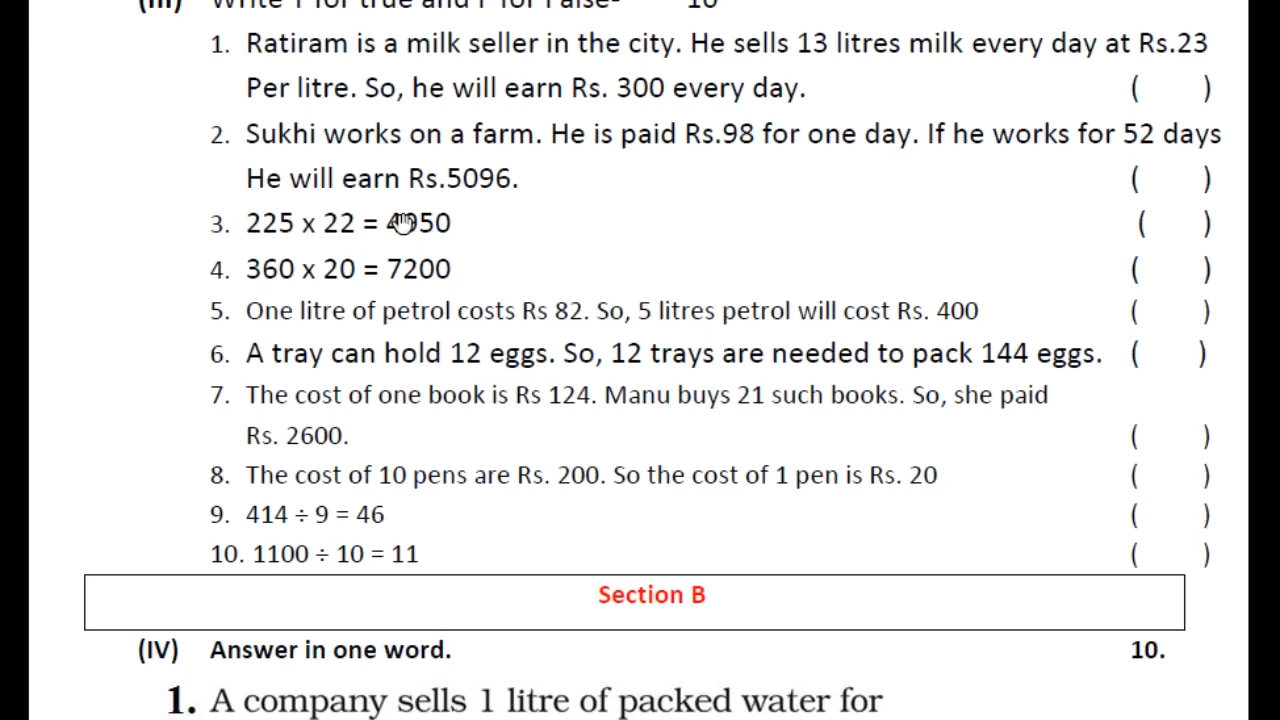 (III) Write T for true and F for False- 10
1. Ratiram is a milk seller in the city. He sells 13 litres milk every day at Rs.23
Per litre. So, he will earn Rs. 300 every day. ( )
2. Sukhi works on a farm. He is paid Rs.98 for one day. If he works for 52 days
He will earn Rs.5096. ( )
3. 225 x 22 = 4950 ( )
4. 360 x 20 = 7200 ( )
5. One litre of petrol costs Rs 82. So, 5 litres petrol will cost Rs. 400 ( )
6. A tray can hold 12 eggs. So, 12 trays are needed to pack 144 eggs. ( )
7. The cost of one book is Rs 124. Manu buys 21 such books. So, she paid
Rs. 2600. ( )
8. The cost of 10 pens are Rs. 200. So the cost of 1 pen is Rs. 20 ( )
9. 414 ÷ 9 = 46 ( )
10. 1100 ÷ 10 = 11 ( )
Section B
(IV) Answer in one word. 10.
1. A company sells 1 litre of packed water for